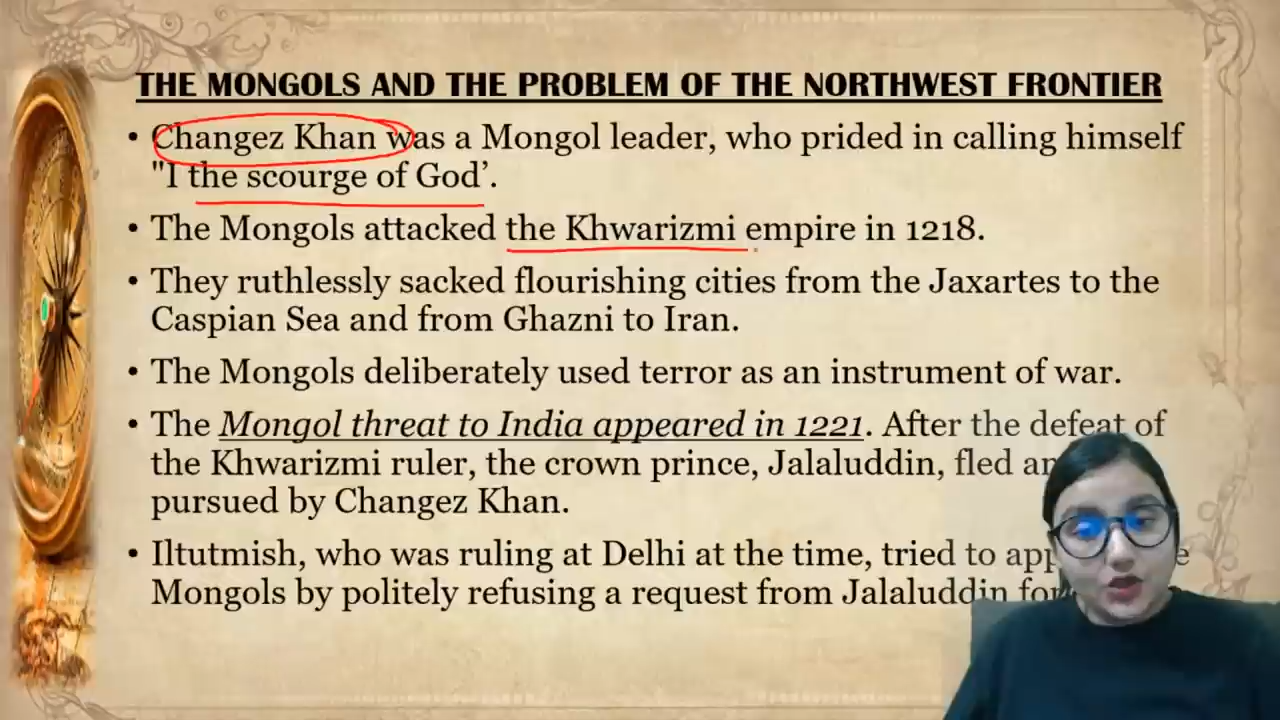 THE MONGOLS AND THE PROBLEM OF THE NORTHWEST FRONTIER
• Changez Khan was a Mongol leader, who prided in calling himself
"I the scourge of God’.
• The Mongols attacked the Khwarizmi empire in 1218.
• They ruthlessly sacked flourishing cities from the Jaxartes to the
Caspian Sea and from Ghazni to Iran.
• The Mongols deliberately used terror as an instrument of war.
• The Mongol threat to India appeared in 1221. After the defeat of
the Khwarizmi ruler, the crown prince, Jalaluddin, fled
pursued by Changez Khan.
• Iltutmish, who was ruling at Delhi at the time, tried to
Mongols by politely refusing a request from Jalaluddin